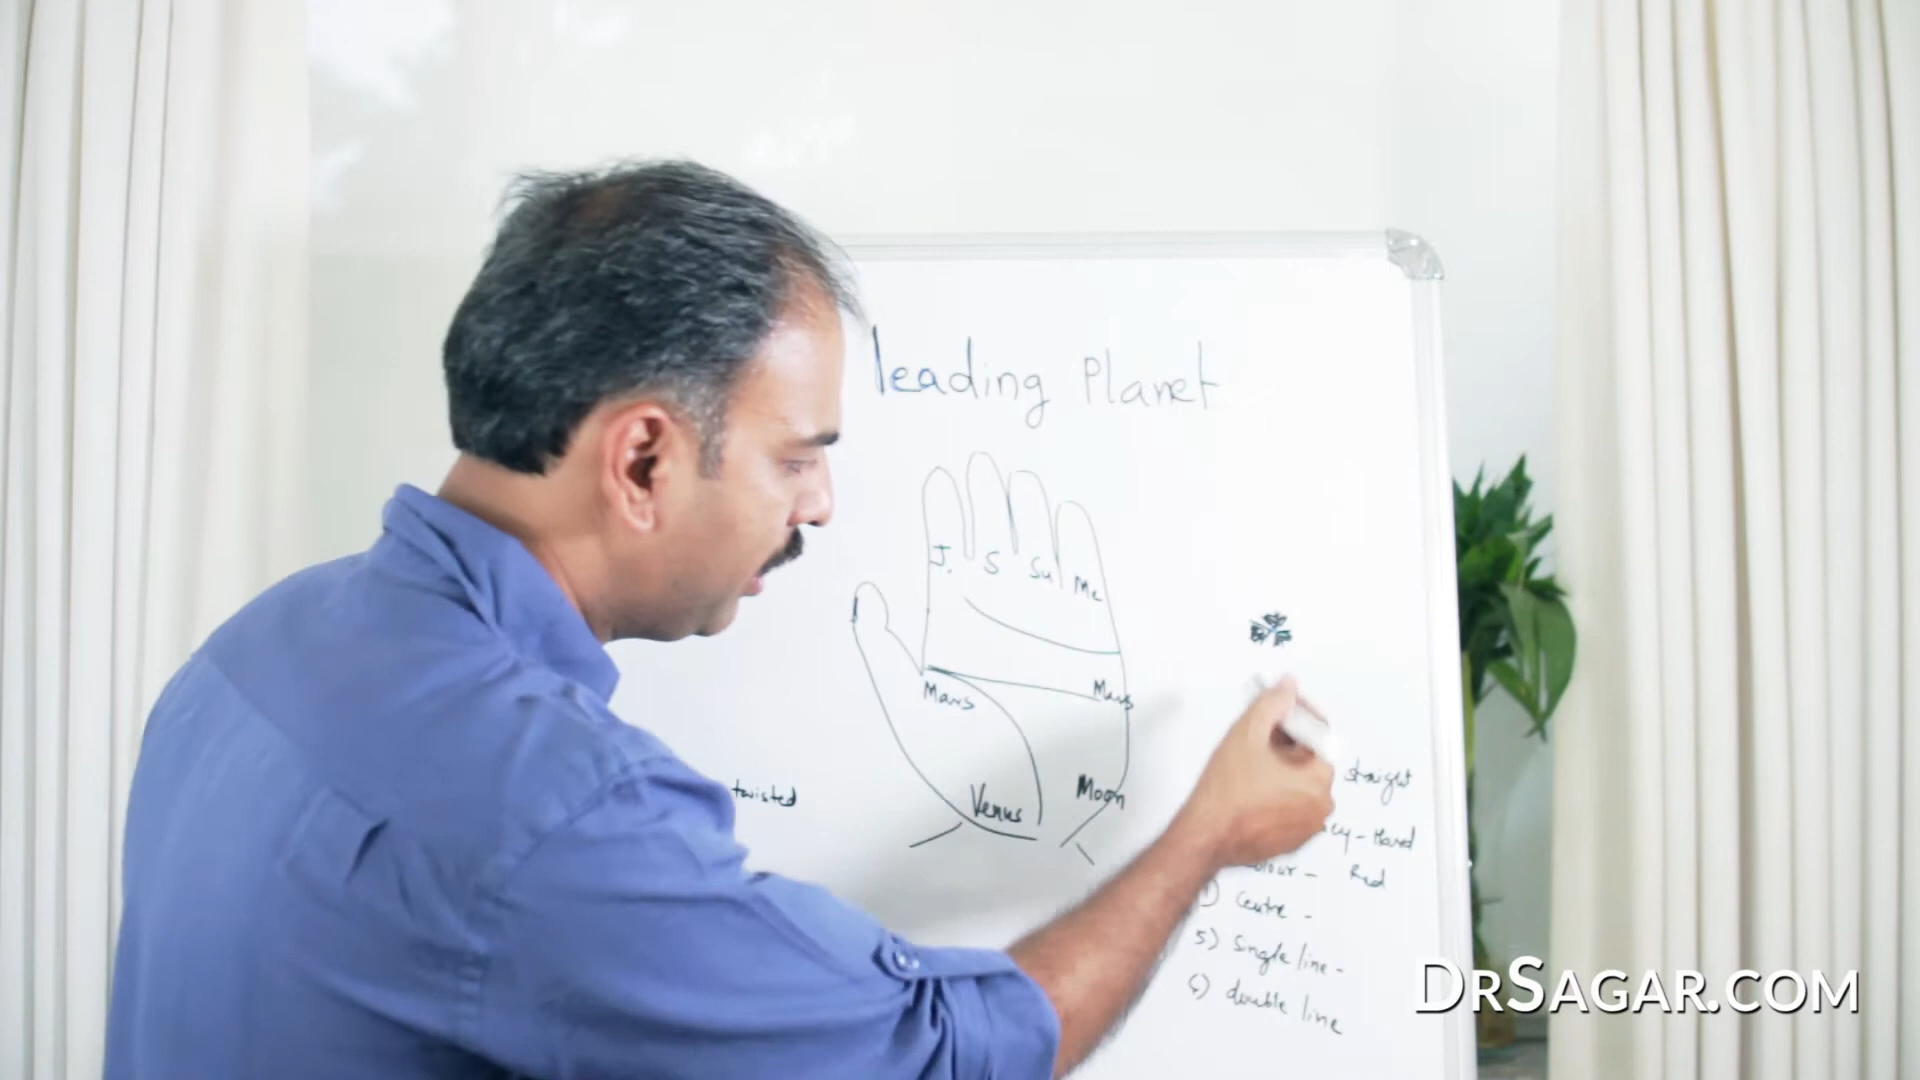 leading Planet
J. S Su Me
Mars Mars
twisted
Venus Moon
straight
Hard
Red
Centre -
5) Single line -
6) double line
DrSagar.com